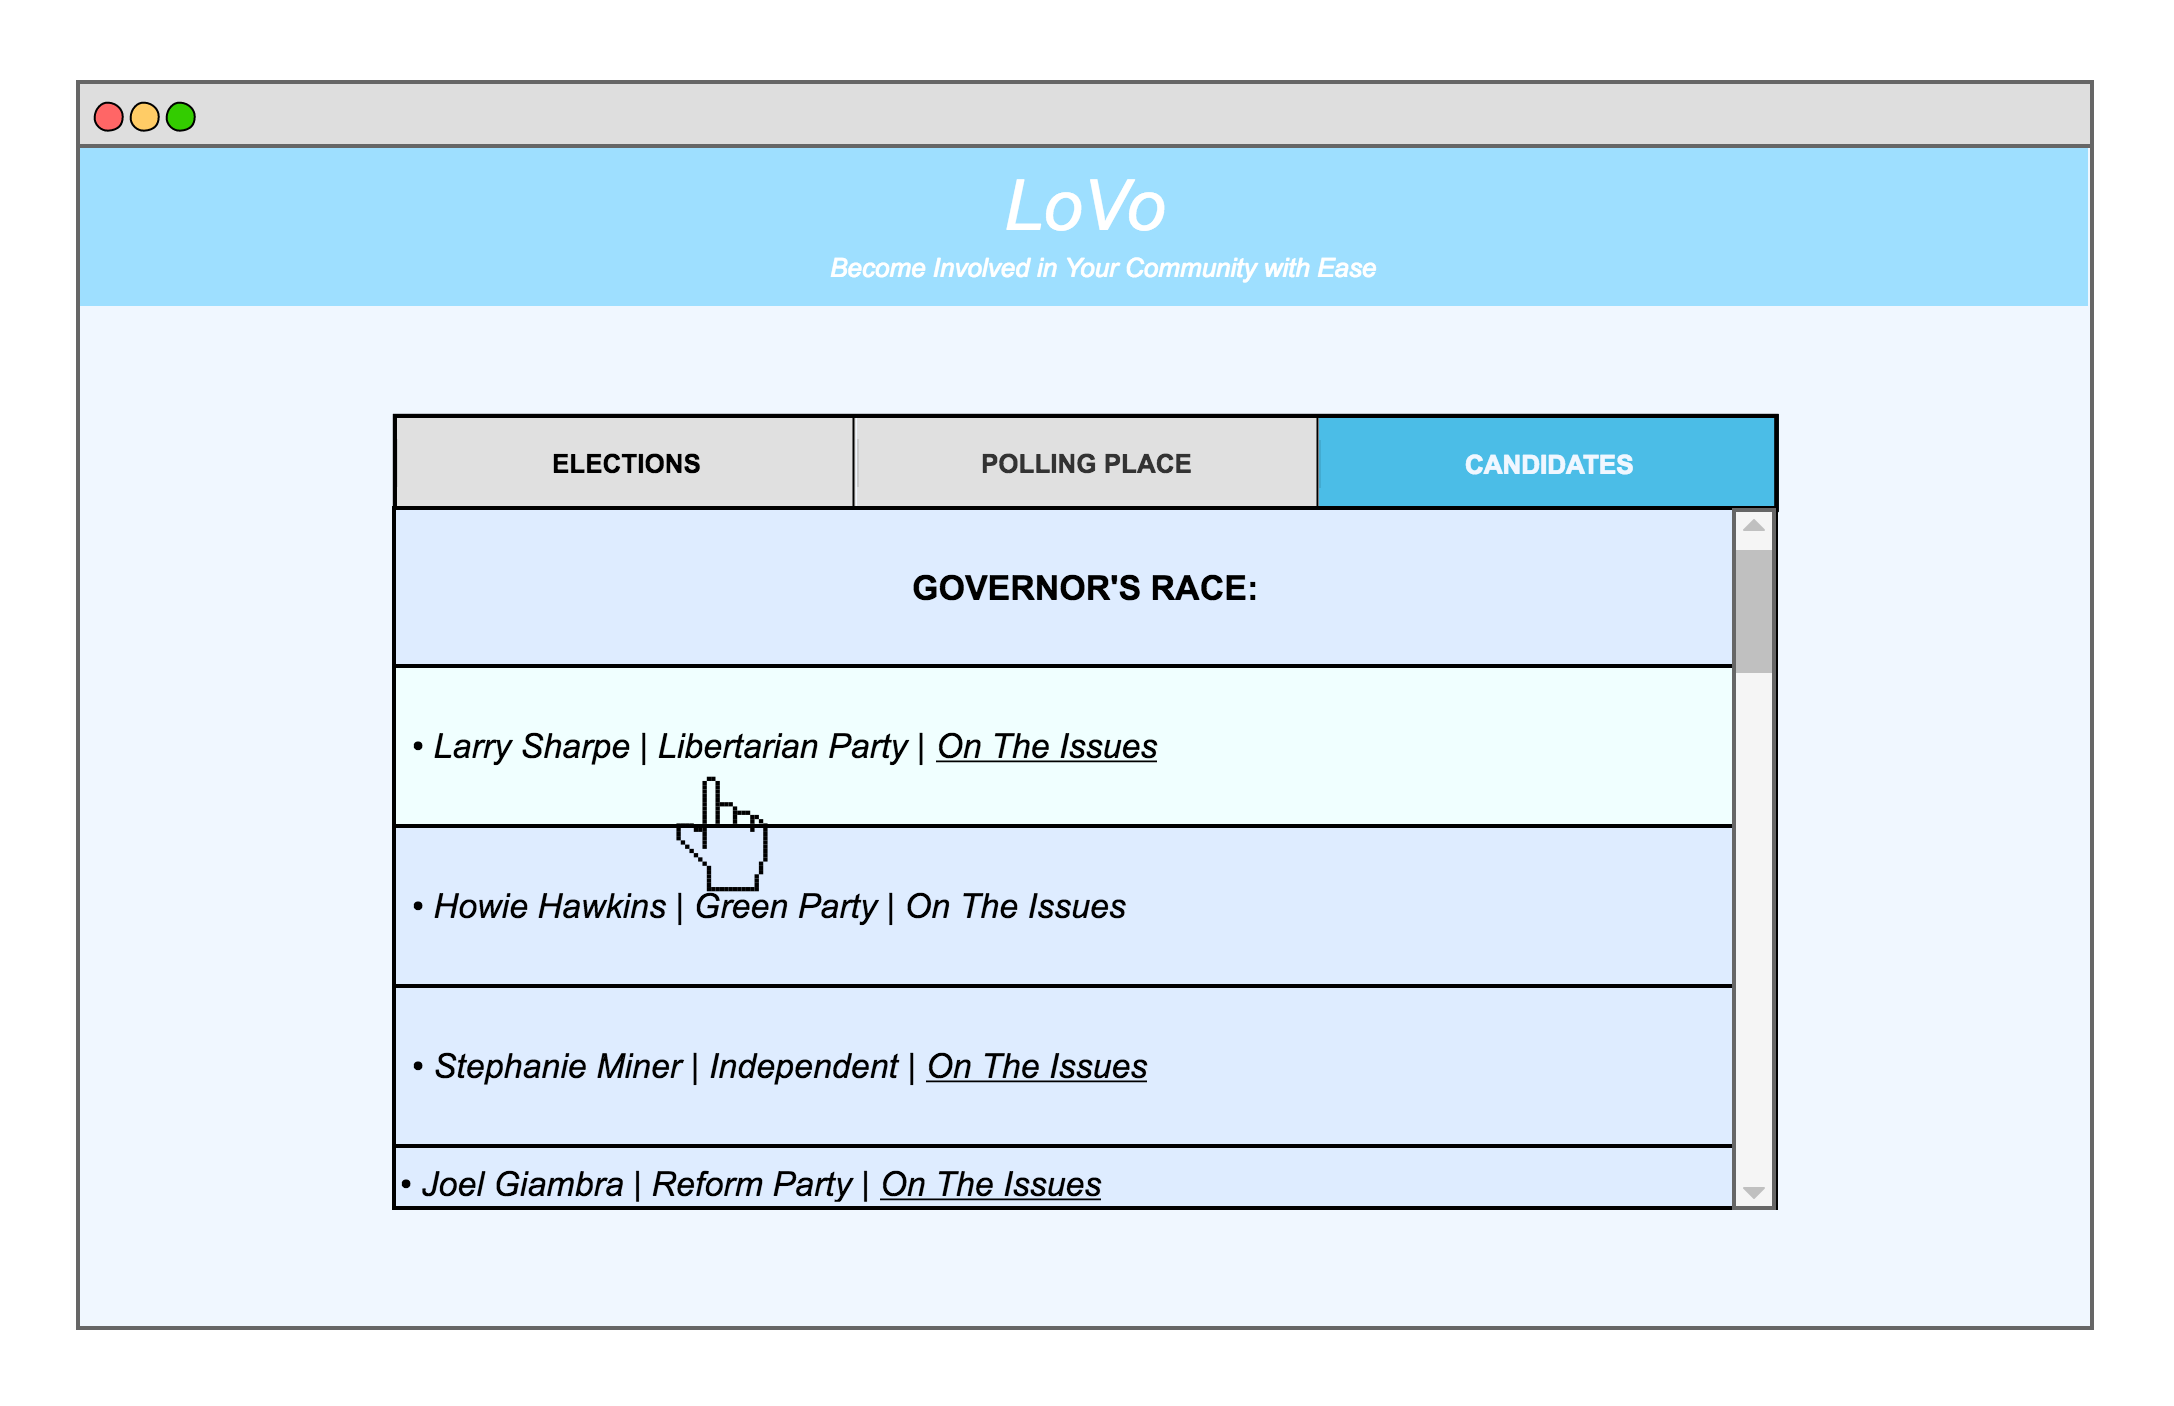 LoVo
Become Involved in Your Community with Ease
ELECTIONS
POLLING PLACE
CANDIDATES
GOVERNOR'S RACE:
• Larry Sharpe | Libertarian Party | On The Issues
• Howie Hawkins | Green Party | On The Issues
• Stephanie Miner | Independent | On The Issues
• Joel Giambra | Reform Party | On The Issues